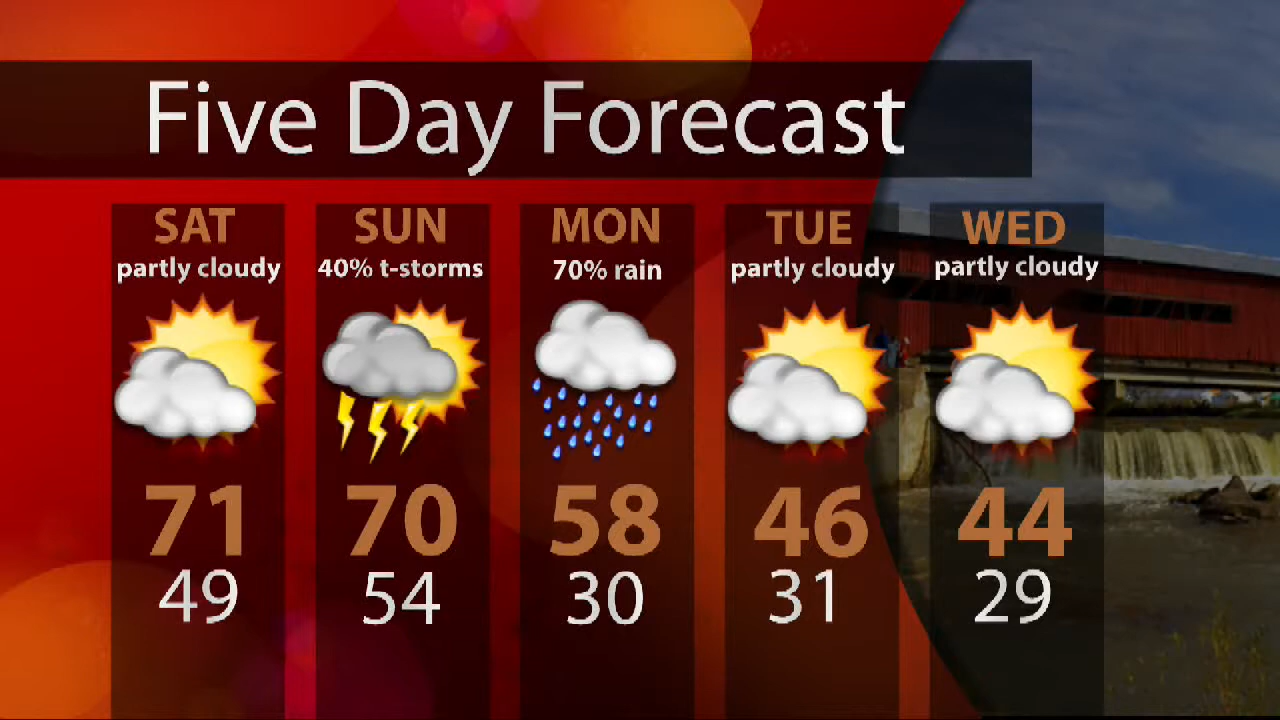 Five Day Forecast
SAT
partly cloudy
71
49
SUN
40% t-storms
70
54
MON
70% rain
58
30
TUE
partly cloudy
46
31
WED
partly cloudy
44
29